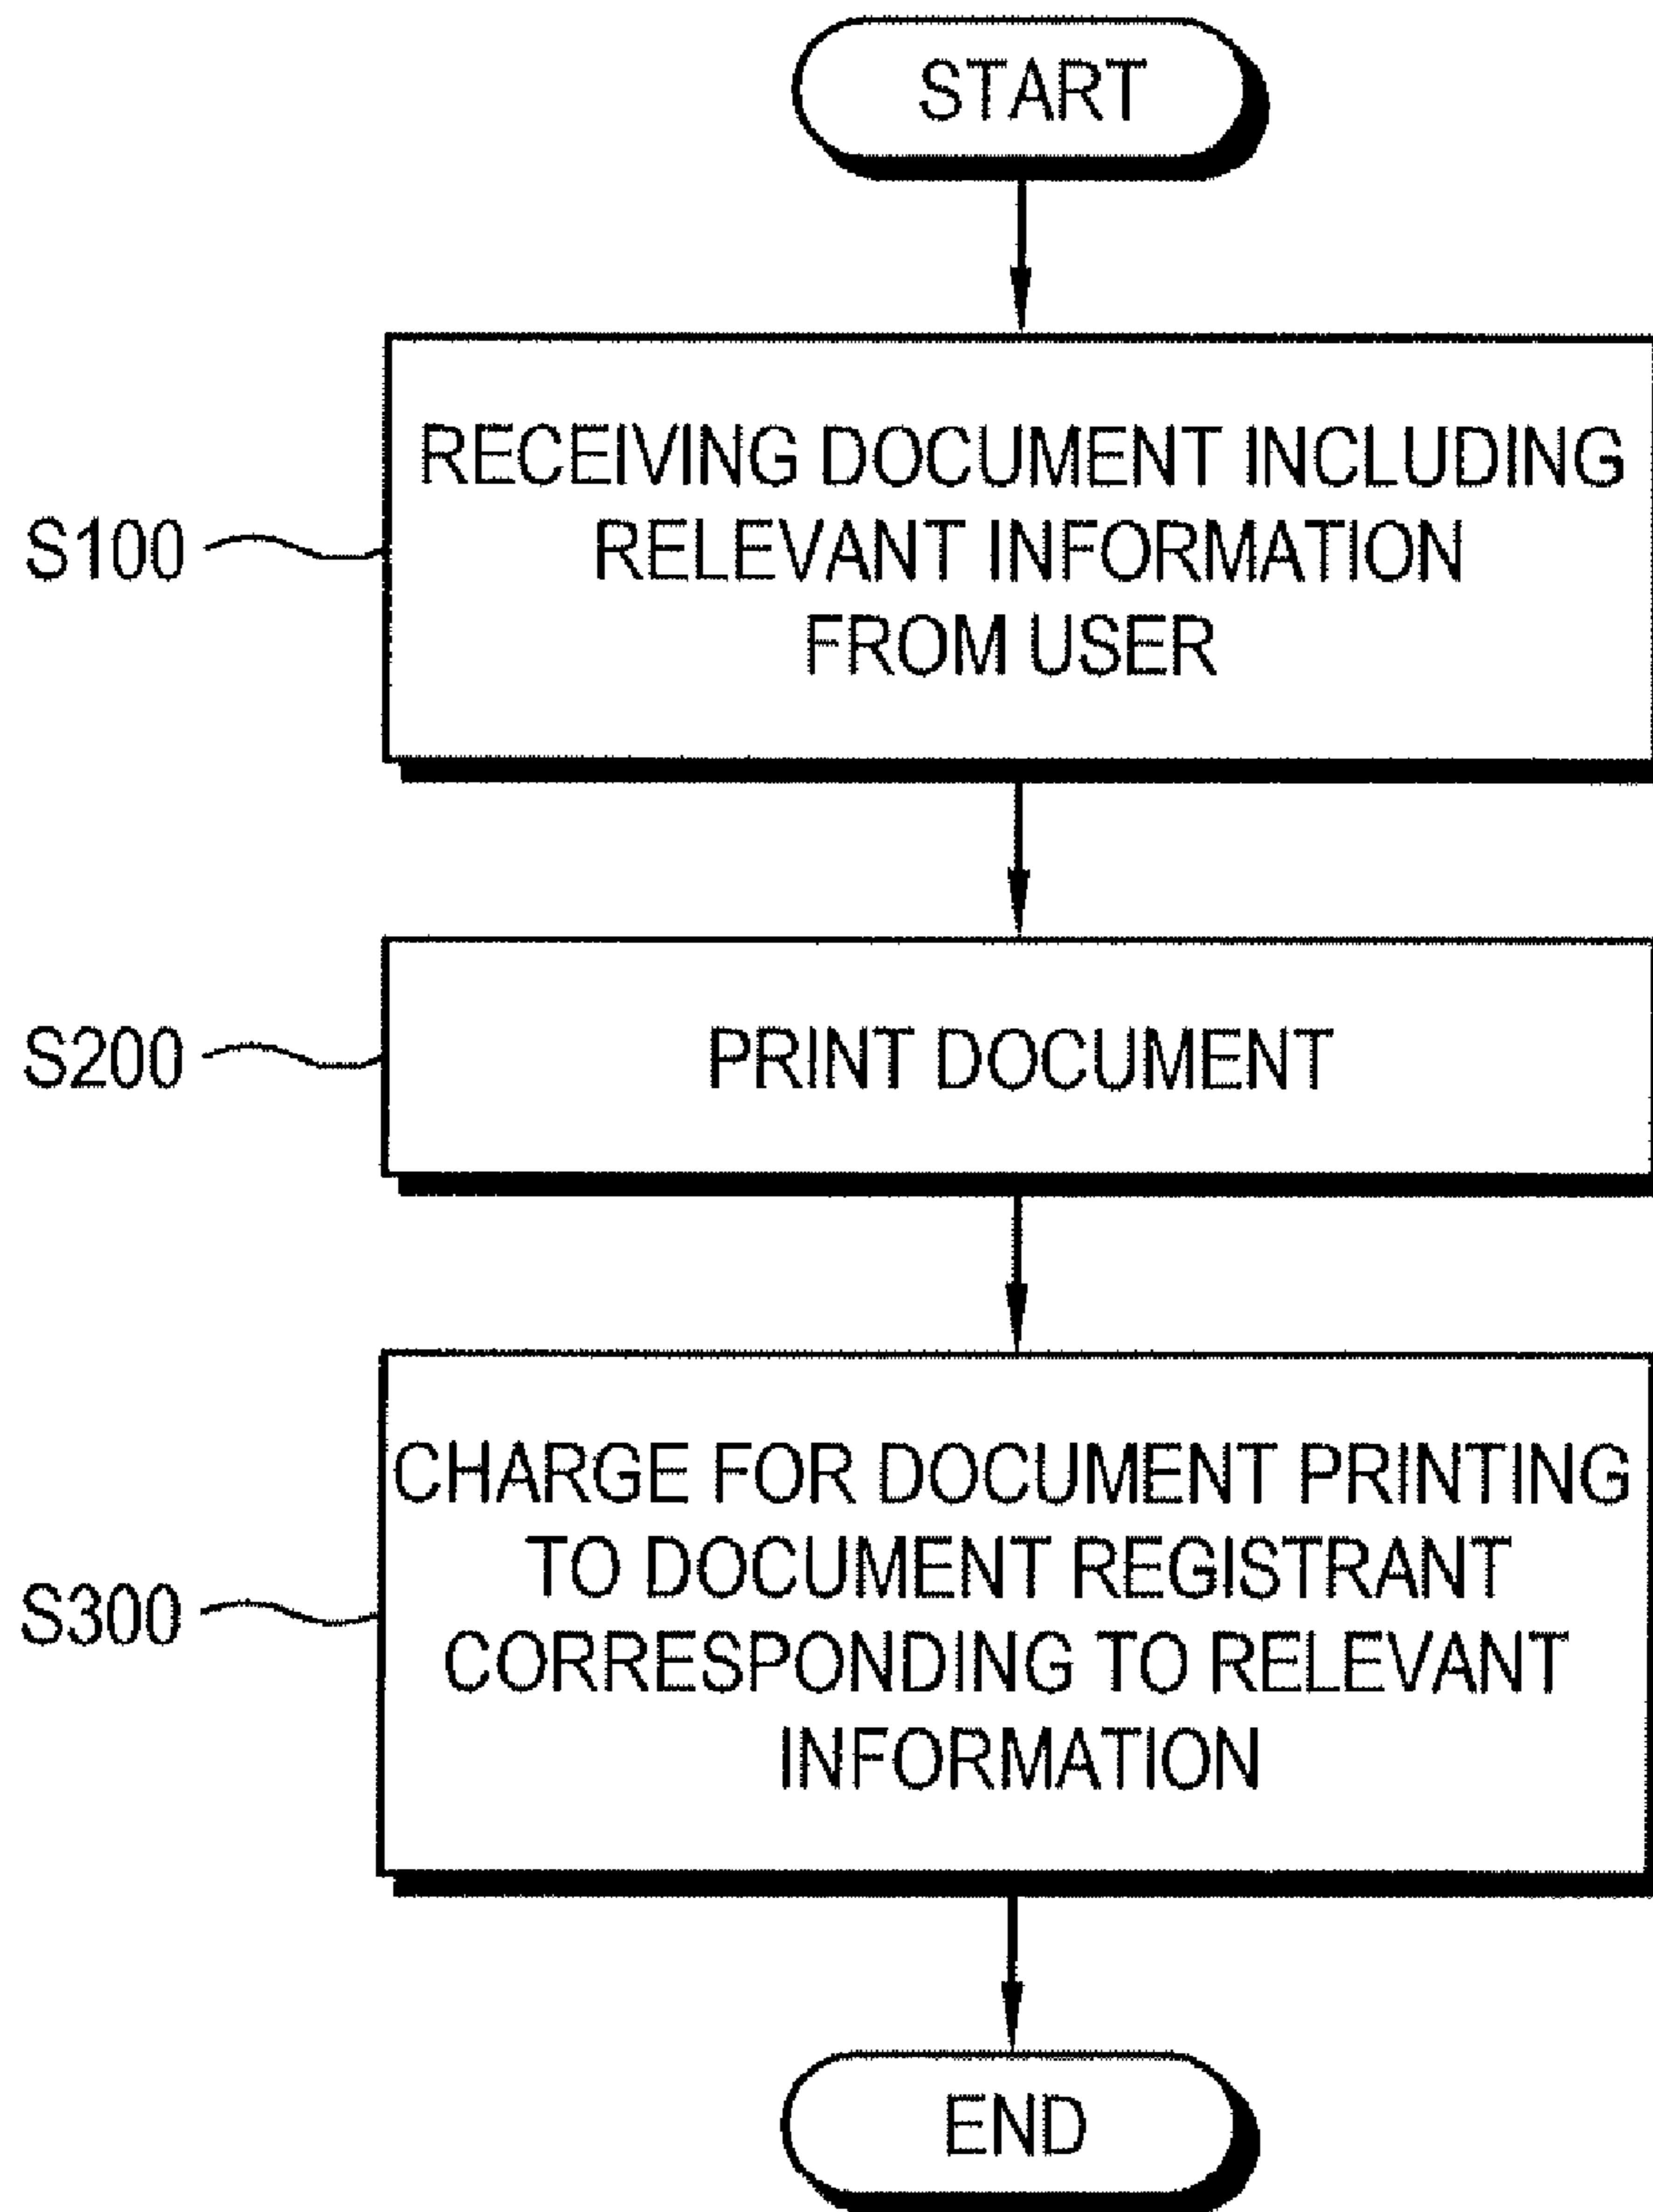 START
RECEIVING DOCUMENT INCLUDING
RELEVANT INFORMATION
FROM USER
S100
PRINT DOCUMENT
S200
CHARGE FOR DOCUMENT PRINTING
TO DOCUMENT REGISTRANT
CORRESPONDING TO RELEVANT
INFORMATION
S300
END